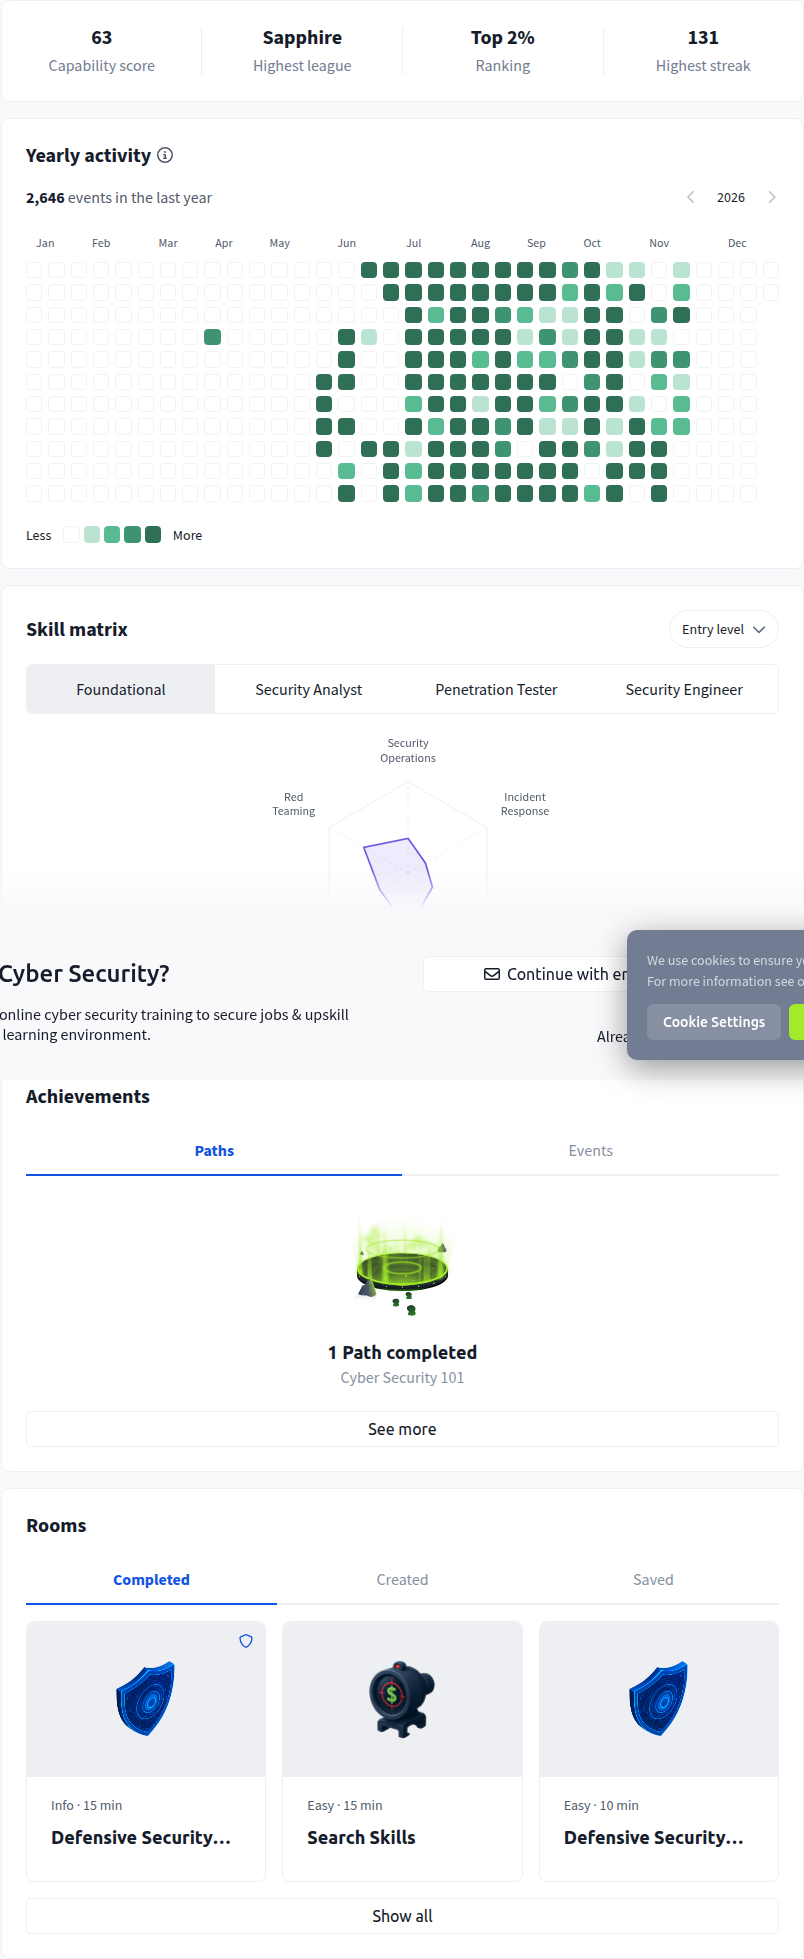 63
Capability score
Sapphire
Highest league
Top 2%
Ranking
131
Highest streak
Yearly activity
2,646 events in the last year
2026
Jan Feb Mar Apr May Jun Jul Aug Sep Oct Nov Dec
Less More
Skill matrix
Entry level
Foundational
Security Analyst
Penetration Tester
Security Engineer
Security
Operations
Red
Teaming
Incident
Response
Cyber Security?
online cyber security training to secure jobs & upskill
learning environment.
Continue with en
Alrea
We use cookies to ensure yo
For more information see o
Cookie Settings
Achievements
Paths
Events
1 Path completed
Cyber Security 101
See more
Rooms
Completed
Created
Saved
$
Info · 15 min
Defensive Security...
Easy · 15 min
Search Skills
Easy · 10 min
Defensive Security...
Show all